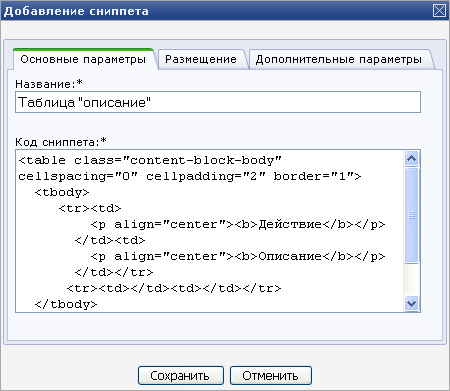 Добавление сниппета
Основные параметры Размещение Дополнительные параметры
Название:*
Таблица "описание"
Код сниппета:*
<table class="content-block-body"
cellspacing="0" cellpadding="2" border="1">
<tbody>
<tr><td>
<p align="center"><b>Действие</b></p>
</td><td>
<p align="center"><b>Описание</b></p>
</td></tr>
<tr><td></td><td></td></tr>
</tbody>
Сохранить Отменить